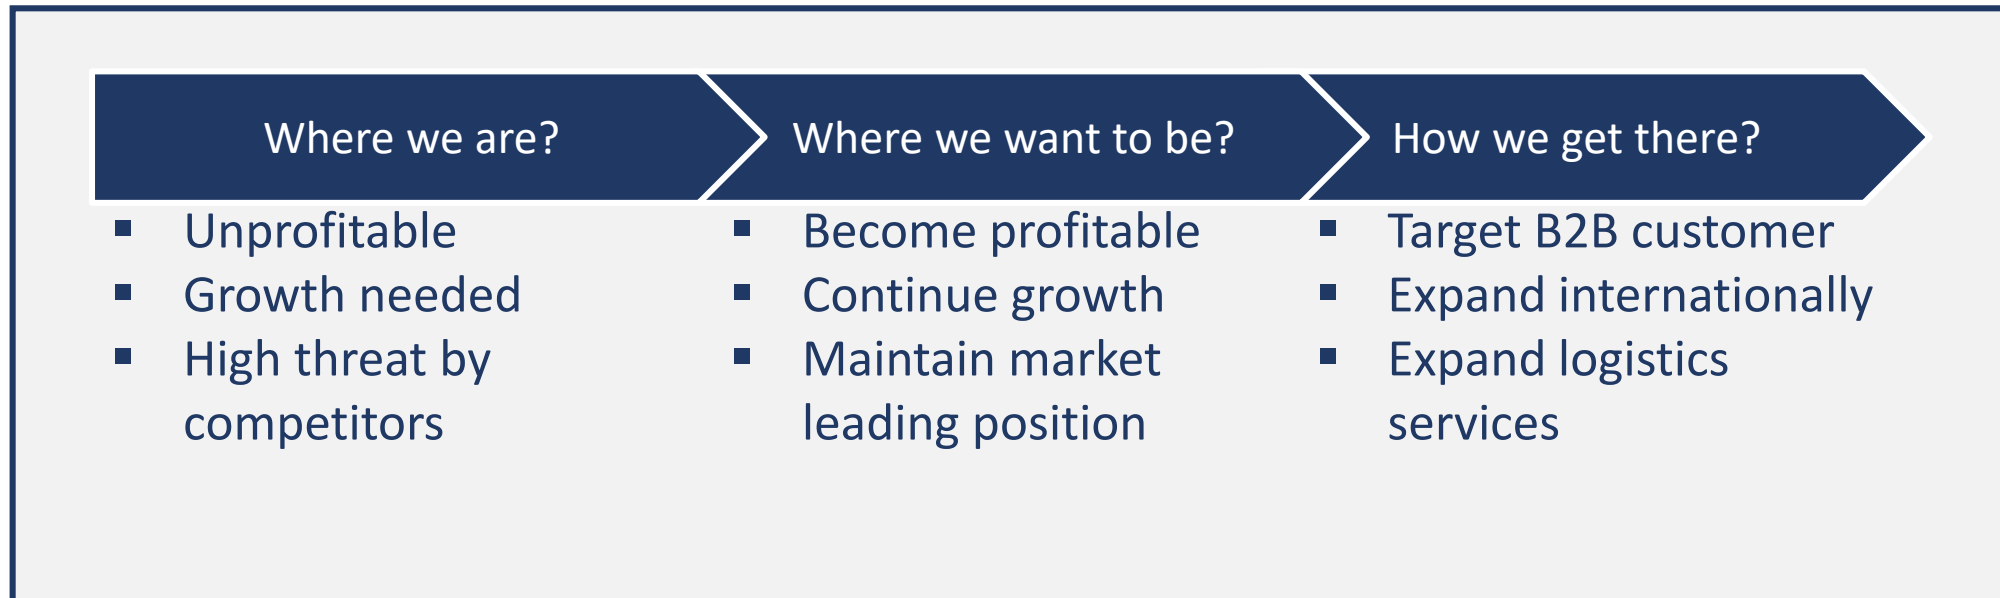 Where we are?
Where we want to be?
How we get there?
▪ Unprofitable
▪ Growth needed
▪ High threat by
competitors
▪ Become profitable
▪ Continue growth
▪ Maintain market
leading position
▪ Target B2B customer
▪ Expand internationally
▪ Expand logistics
services